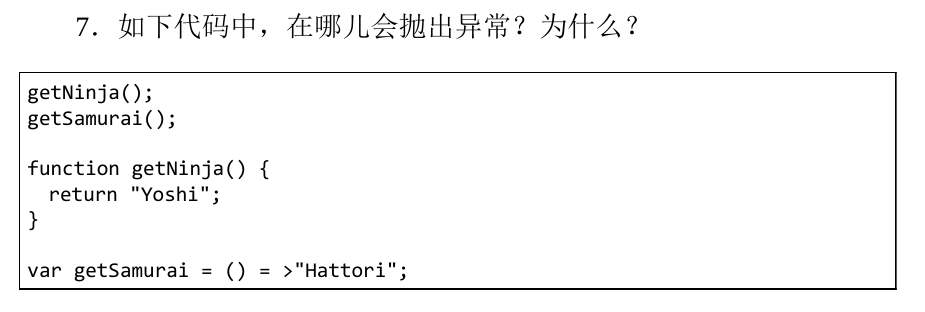 7．如下代码中，在哪儿会抛出异常？为什么？
getNinja();
getSamurai();
function getNinja() {
  return "Yoshi";
}
var getSamurai = () = >"Hattori";